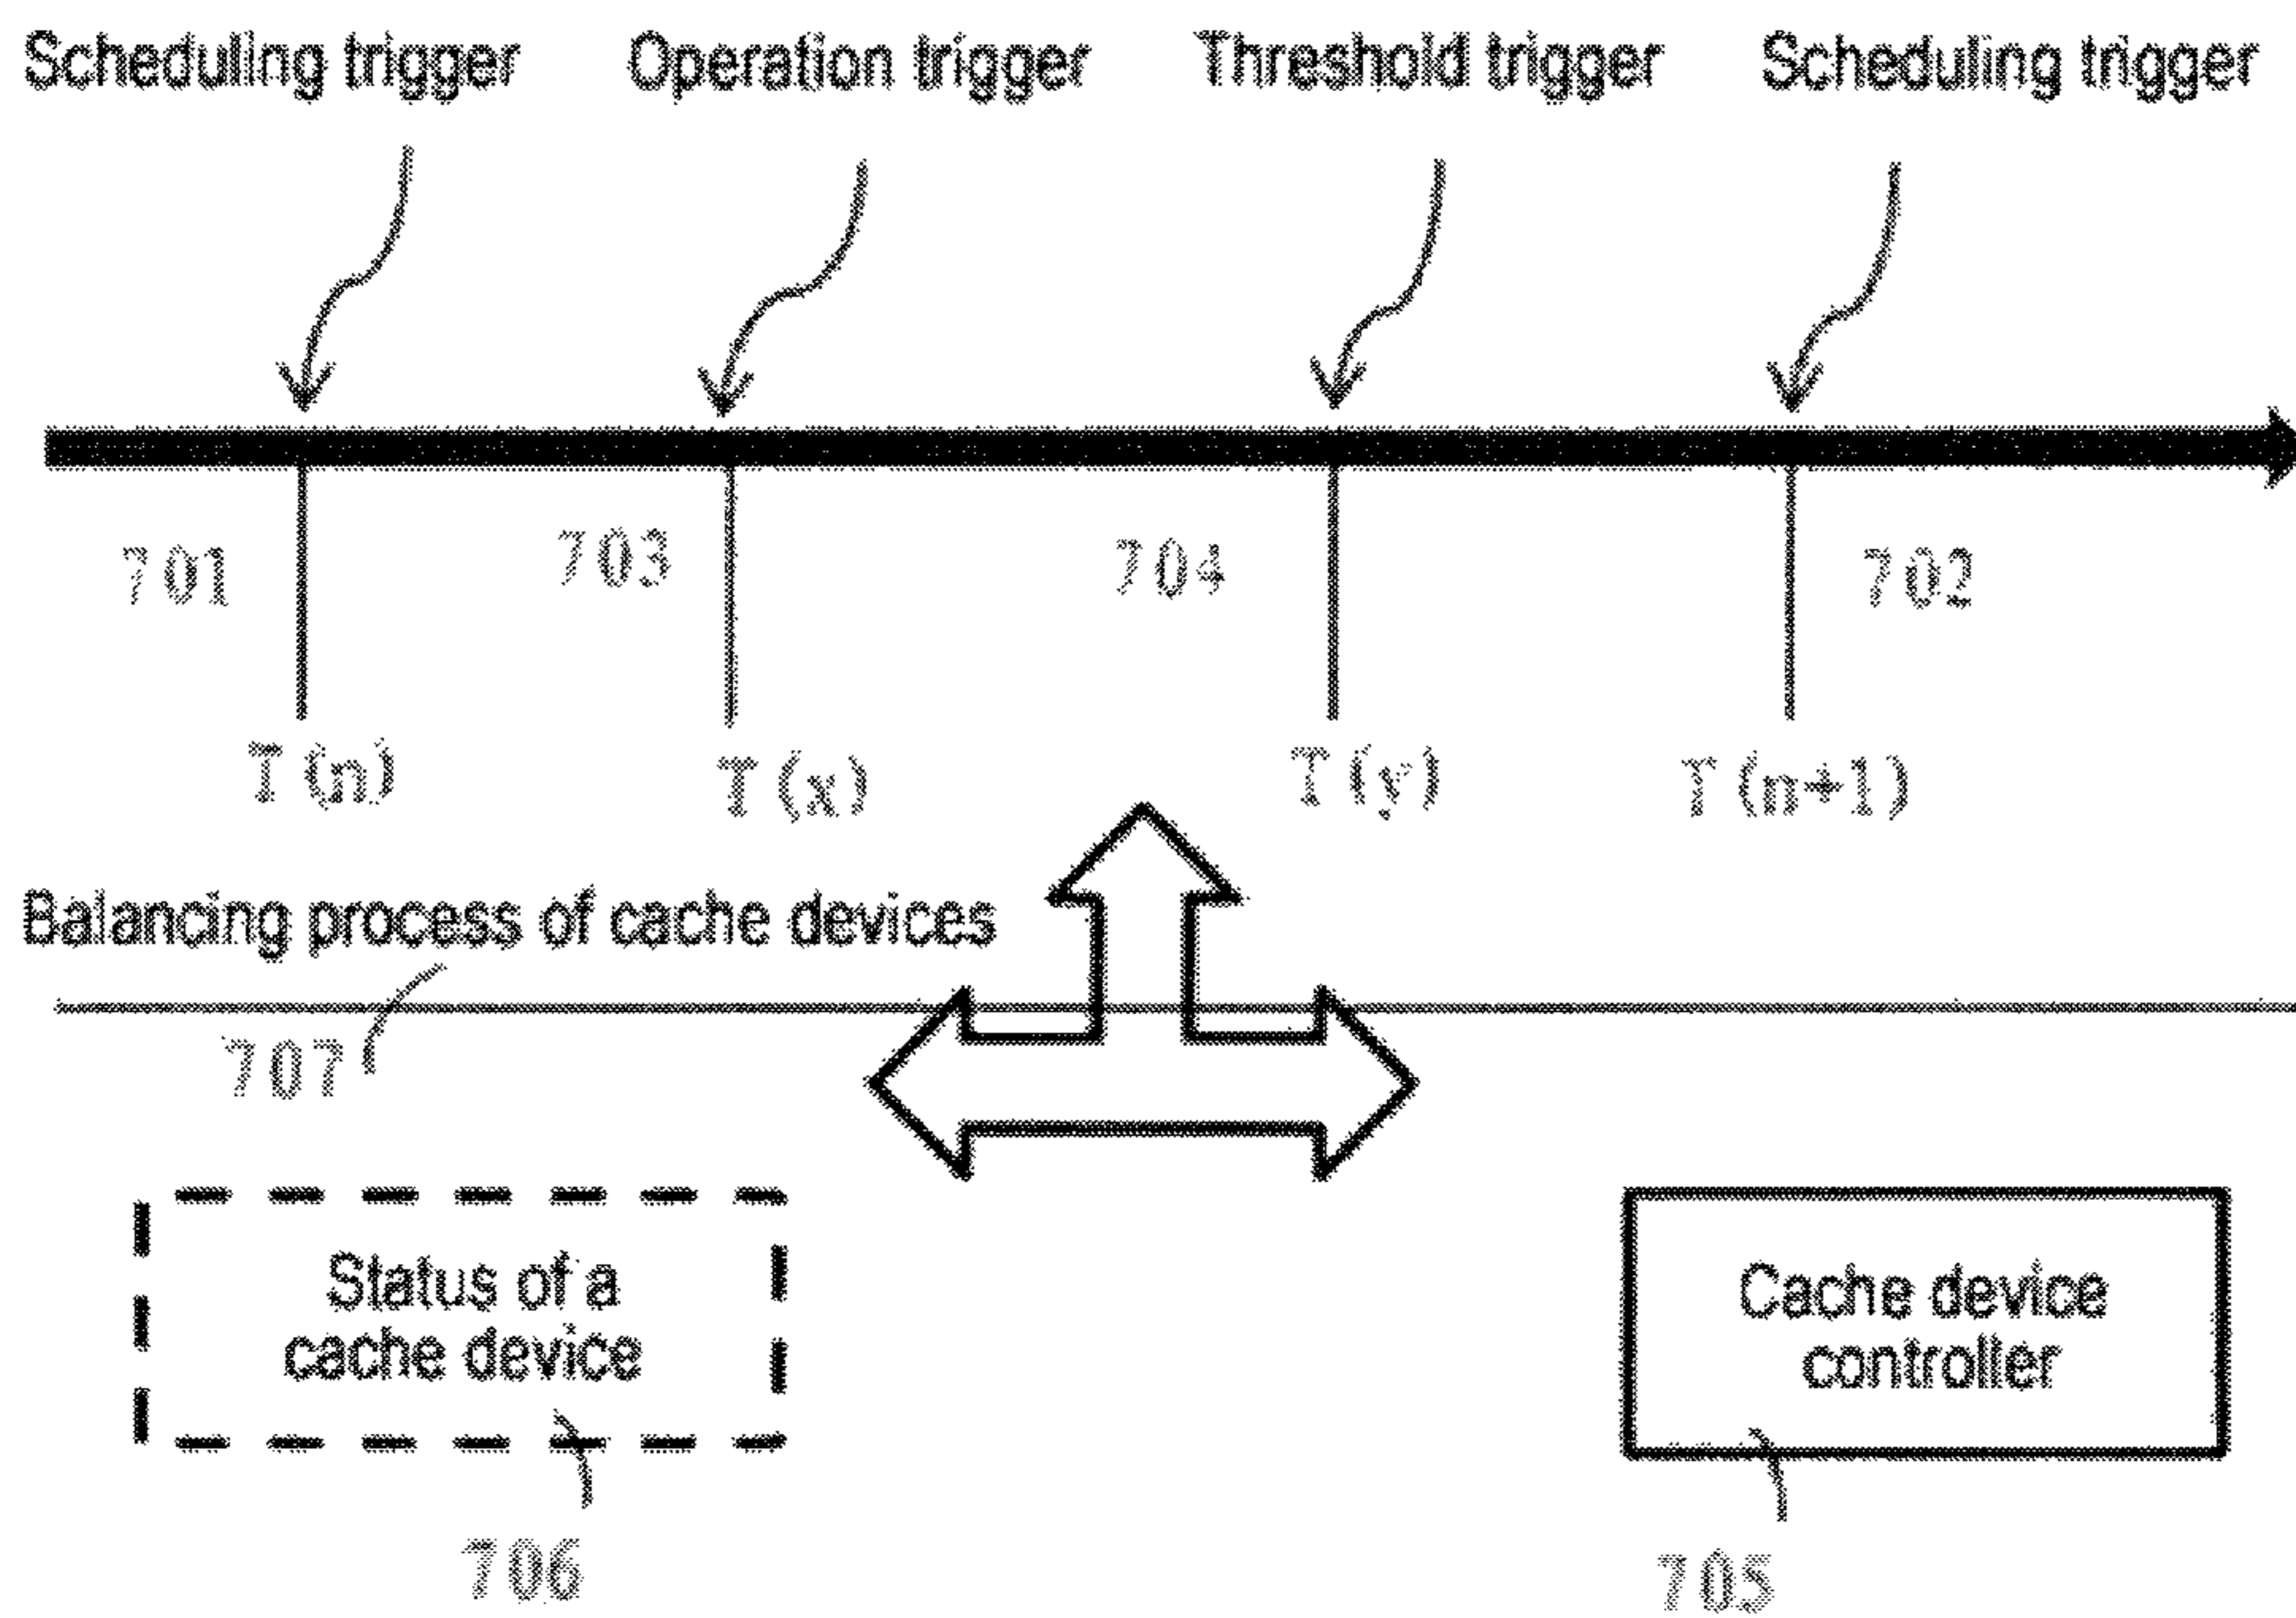 Scheduling trigger Operation trigger Threshold trigger Scheduling trigger
701 703 704 702
T(n) T(x) T(y) T(n+1)
Balancing process of cache devices
707
Status of a
cache device
Cache device
controller
706
705